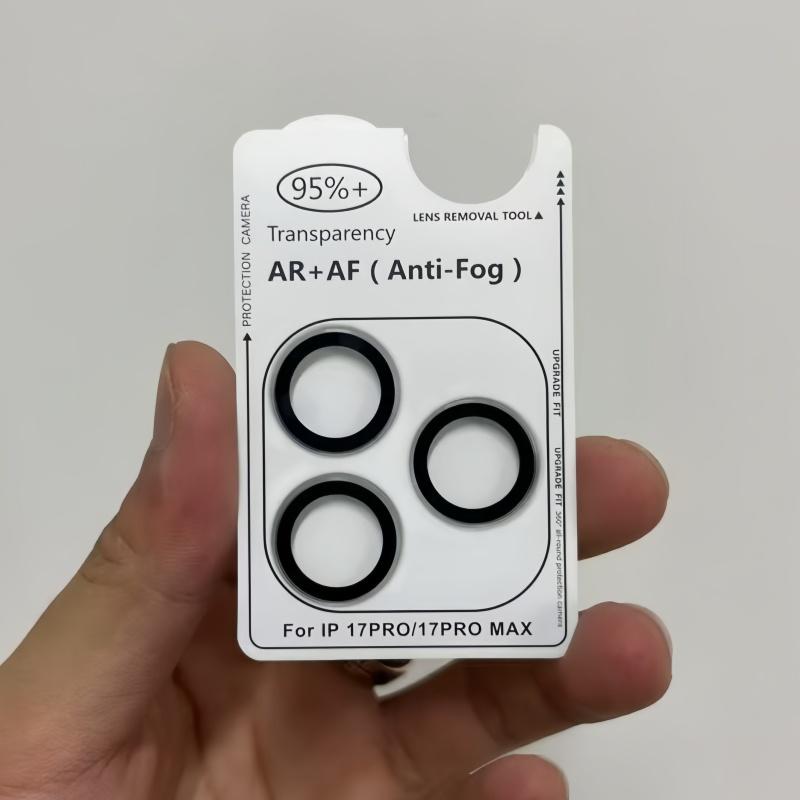 95%+
LENS REMOVAL TOOL▲
Transparency
AR+AF ( Anti-Fog )
PROTECTION CAMERA
UPGRADE FIT
UPGRADE FIT 360° all-round protection camera
For IP 17PRO/17PRO MAX